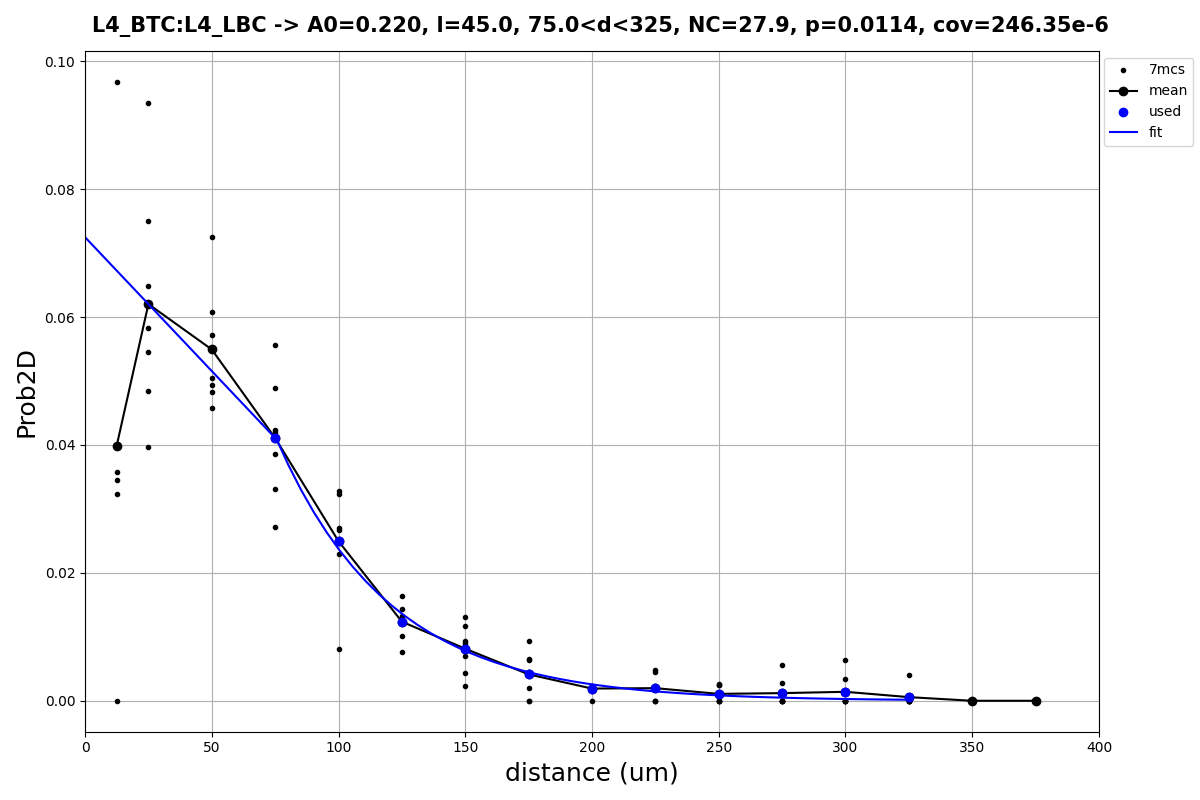 L4_BTC:L4_LBC -> A0=0.220, l=45.0, 75.0<d<325, NC=27.9, p=0.0114, cov=246.35e-6
7mcs
mean
used
fit
Prob2D
0.10
0.08
0.06
0.04
0.02
0.00
0 50 100 150 200 250 300 350 400
distance (um)